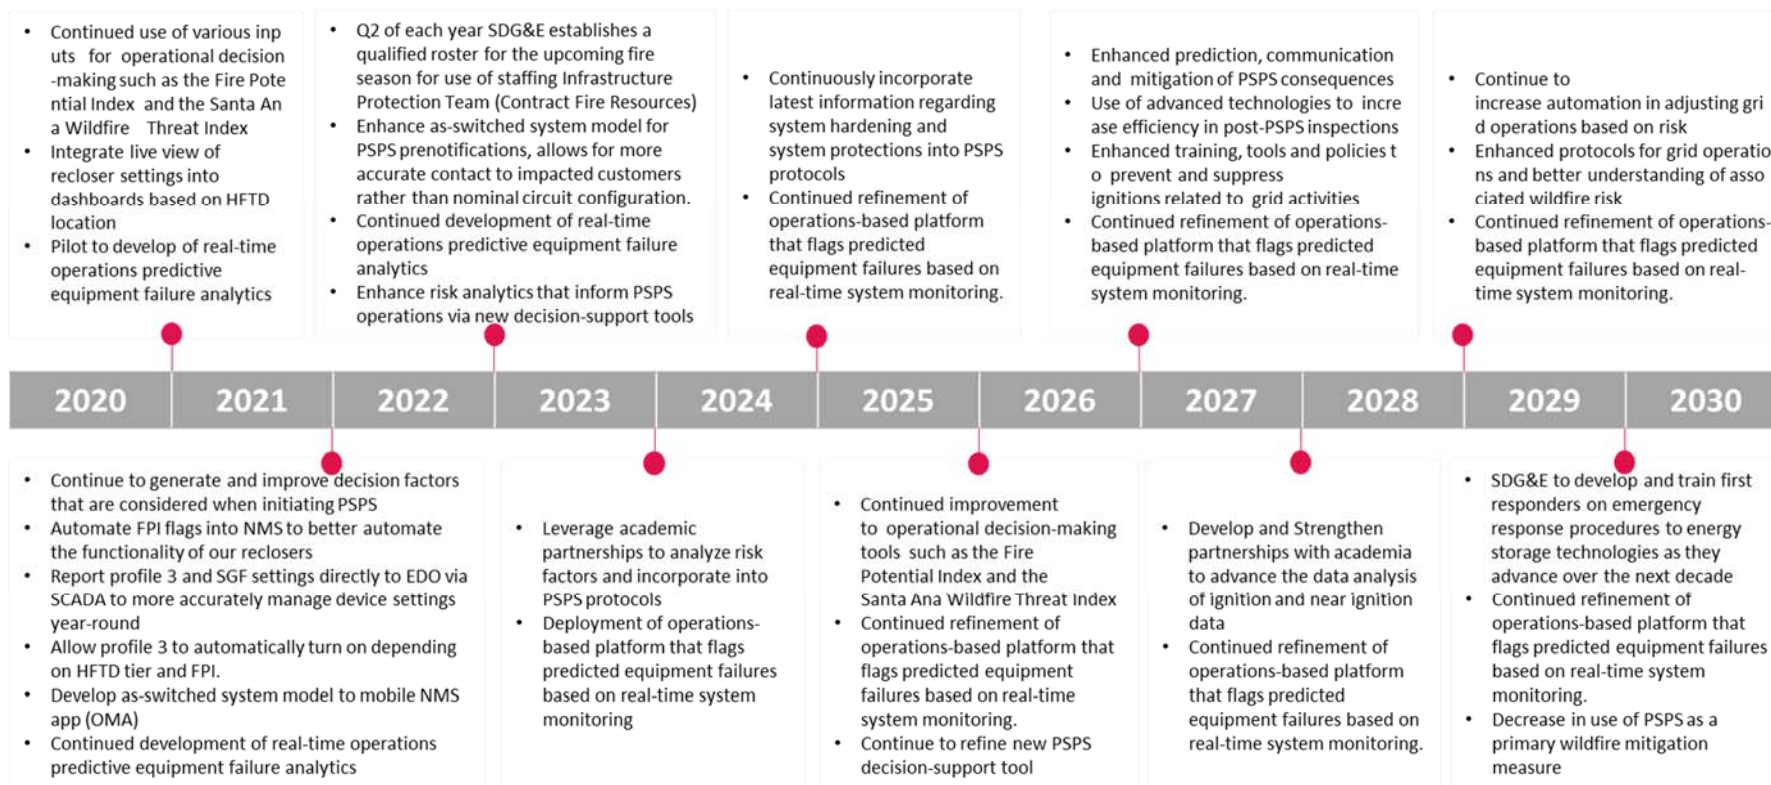 • Continued use of various inp
uts for operational decision
-making such as the Fire Pote
ntial Index and the Santa An
a Wildfire Threat Index
• Integrate live view of
recloser settings into
dashboards based on HFTD
location
• Pilot to develop of real-time
operations predictive
equipment failure analytics
• Q2 of each year SDG&E establishes a
qualified roster for the upcoming fire
season for use of staffing Infrastructure
Protection Team (Contract Fire Resources)
• Enhance as-switched system model for
PSPS prenotifications, allows for more
accurate contact to impacted customers
rather than nominal circuit configuration.
• Continued development of real-time
operations predictive equipment failure
analytics
• Enhance risk analytics that inform PSPS
operations via new decision-support tools
• Continuously incorporate
latest information regarding
system hardening and
system protections into PSPS
protocols
• Continued refinement of
operations-based platform
that flags predicted
equipment failures based on
real-time system monitoring.
• Enhanced prediction, communication
and mitigation of PSPS consequences
• Use of advanced technologies to incre
ase efficiency in post-PSPS inspections
• Enhanced training, tools and policies t
o prevent and suppress
ignitions related to grid activities
• Continued refinement of operations-
based platform that flags predicted
equipment failures based on real-time
system monitoring.
• Continue to
increase automation in adjusting gri
d operations based on risk
• Enhanced protocols for grid operatio
ns and better understanding of asso
ciated wildfire risk
• Continued refinement of operations-
based platform that flags predicted
equipment failures based on real-
time system monitoring.
2020 2021 2022 2023 2024 2025 2026 2027 2028 2029 2030
• Continue to generate and improve decision factors
that are considered when initiating PSPS
• Automate FPI flags into NMS to better automate
the functionality of our reclosers
• Report profile 3 and SGF settings directly to EDO via
SCADA to more accurately manage device settings
year-round
• Allow profile 3 to automatically turn on depending
on HFTD tier and FPI.
• Develop as-switched system model to mobile NMS
app (OMA)
• Continued development of real-time operations
predictive equipment failure analytics
• Leverage academic
partnerships to analyze risk
factors and incorporate into
PSPS protocols
• Deployment of operations-
based platform that flags
predicted equipment failures
based on real-time system
monitoring
• Continued improvement
to operational decision-making
tools such as the Fire
Potential Index and the
Santa Ana Wildfire Threat Index
• Continued refinement of
operations-based platform that
flags predicted equipment
failures based on real-time
system monitoring.
• Continue to refine new PSPS
decision-support tool
• Develop and Strengthen
partnerships with academia
to advance the data analysis
of ignition and near ignition
data
• Continued refinement of
operations-based platform
that flags predicted
equipment failures based on
real-time system monitoring.
• SDG&E to develop and train first
responders on emergency
response procedures to energy
storage technologies as they
advance over the next decade
• Continued refinement of
operations-based platform that
flags predicted equipment failures
based on real-time system
monitoring.
• Decrease in use of PSPS as a
primary wildfire mitigation
measure